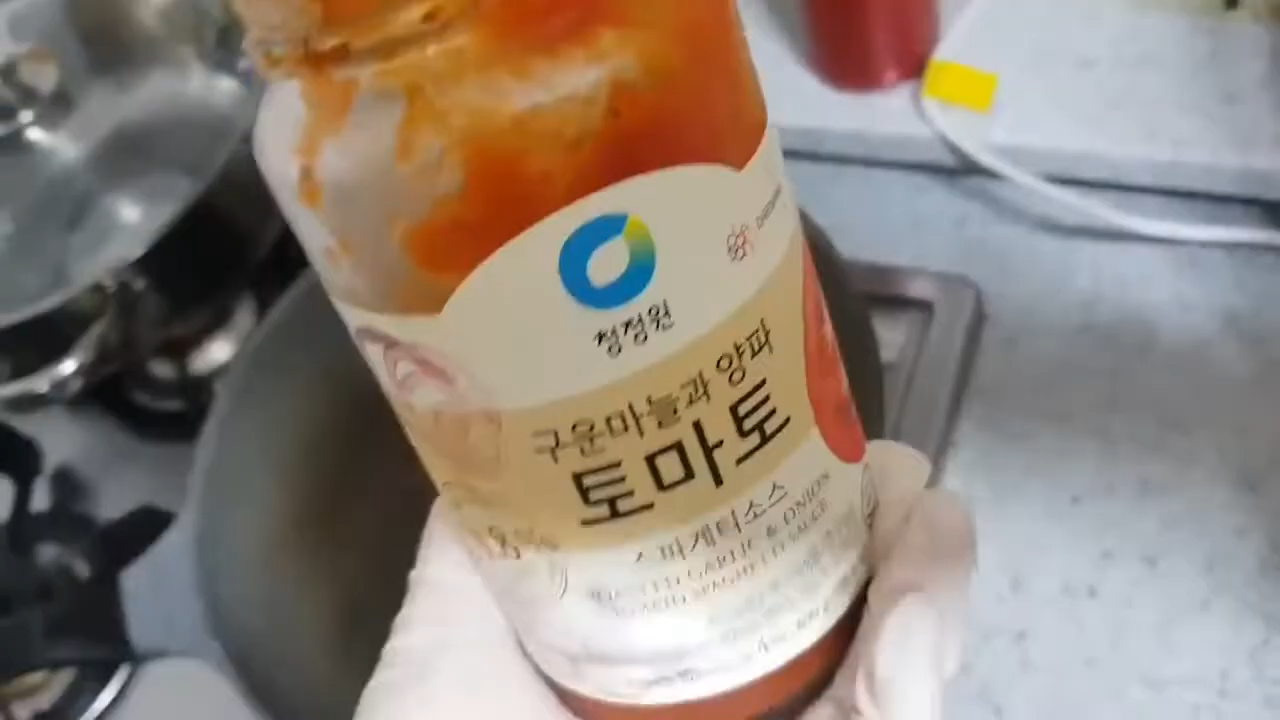 청정원
구운마늘과 양파
토마토
스파게티소스
ROASTED GARLIC & ONION
TOMATO SPAGHETTI SAUCE